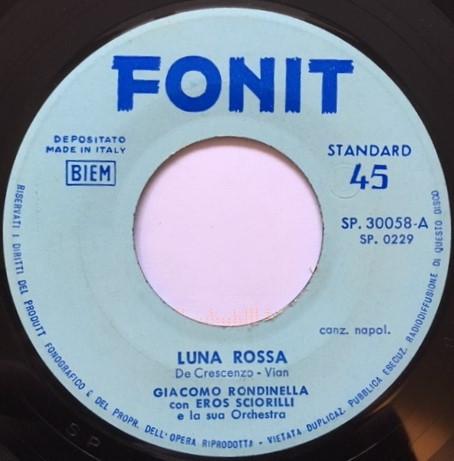 FONIT
DEPOSITATO
MADE IN ITALY
BIEM
STANDARD
45
SP. 30058-A
SP. 0229
canz. napol.
LUNA ROSSA
De Crescenzo - Vian
GIACOMO RONDINELLA
con EROS SCIORILLI
e la sua Orchestra
RISERVATI I DIRITTI DEL PRODUTT FONOGRAFICO E DEL PROPR. DELL'OPERA RIPRODOTTA - VIETATA DUPLICAZ. PUBBLICA ESECUZ. RADIODIFFUSIONE DI QUESTO DISCO